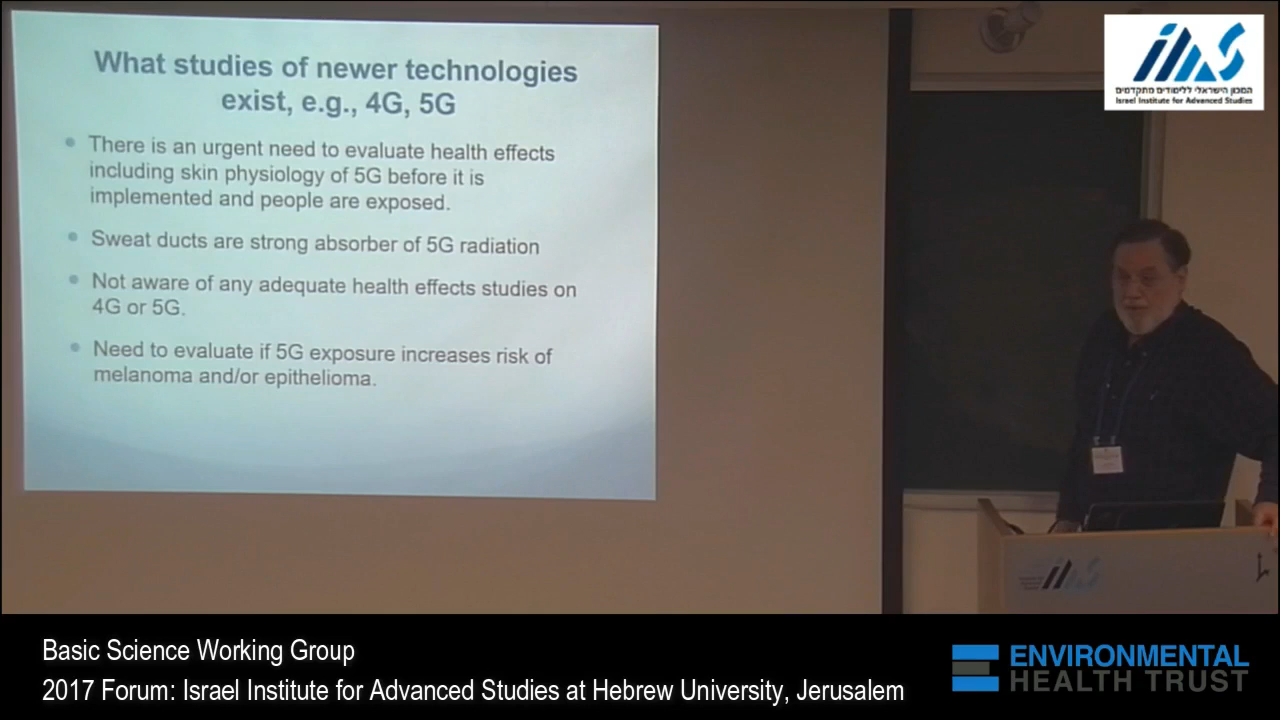 What studies of newer technologies
exist, e.g., 4G, 5G
There is an urgent need to evaluate health effects
including skin physiology of 5G before it is
implemented and people are exposed.
Sweat ducts are strong absorber of 5G radiation
Not aware of any adequate health effects studies on
4G or 5G.
Need to evaluate if 5G exposure increases risk of
melanoma and/or epithelioma.
המכון הישראלי ללימודים מתקדמים
Israel Institute for Advanced Studies
Basic Science Working Group
2017 Forum: Israel Institute for Advanced Studies at Hebrew University, Jerusalem
ENVIRONMENTAL
HEALTH TRUST